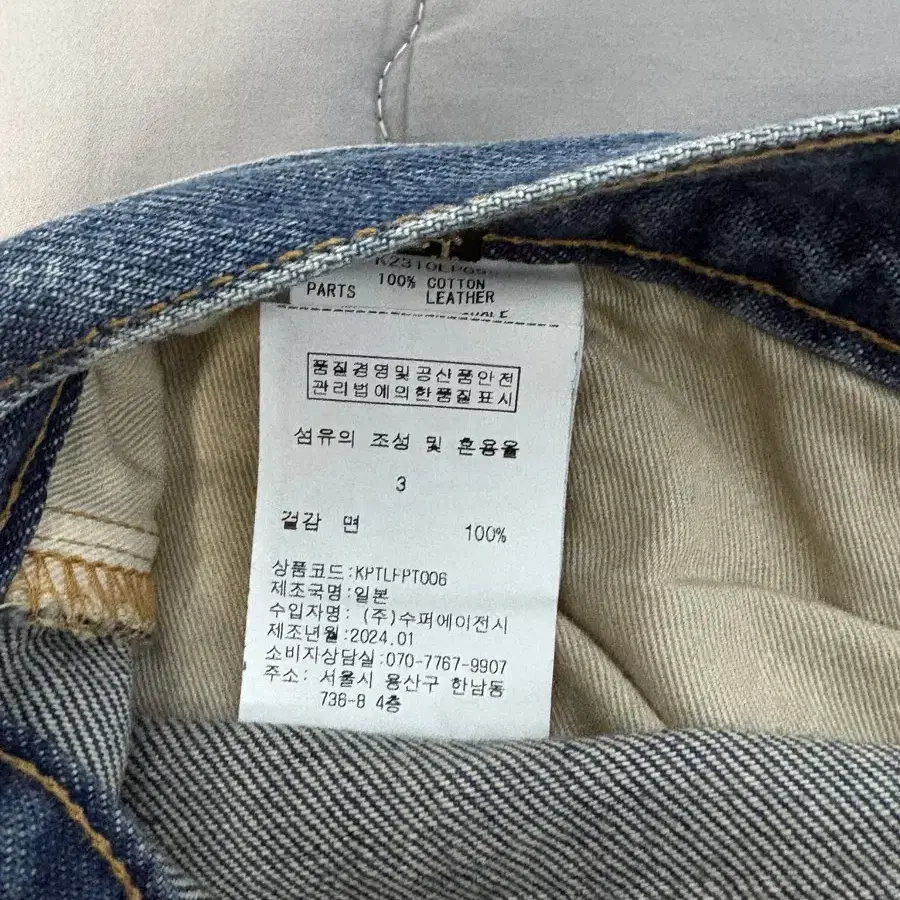 100% COTTON
PARTS LEATHER
품질경영및공산품안전
관리법에의한품질표시
섬유의 조성 및 혼용율
3
겉감 면 100%
상품코드:KPTLFPT006
제조국명:일본
수입자명: (주)수퍼에이전시
제조년월:2024.01
소비자상담실:070-7767-9907
주소: 서울시 용산구 한남동
736-8 4층